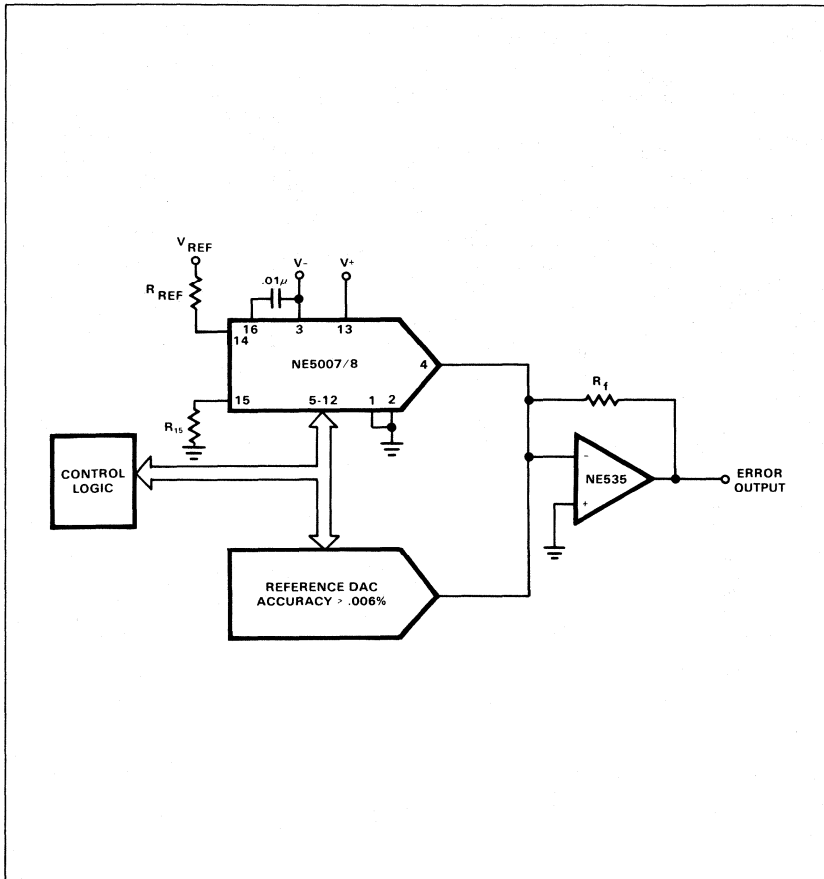 V REF
R REF
.01μ
V-
V+
16
3
13
14
NE5007/8
4
15
5-12
1
2
R15
Rf
CONTROL
LOGIC
-
NE535
+
ERROR
OUTPUT
REFERENCE DAC
ACCURACY > .006%